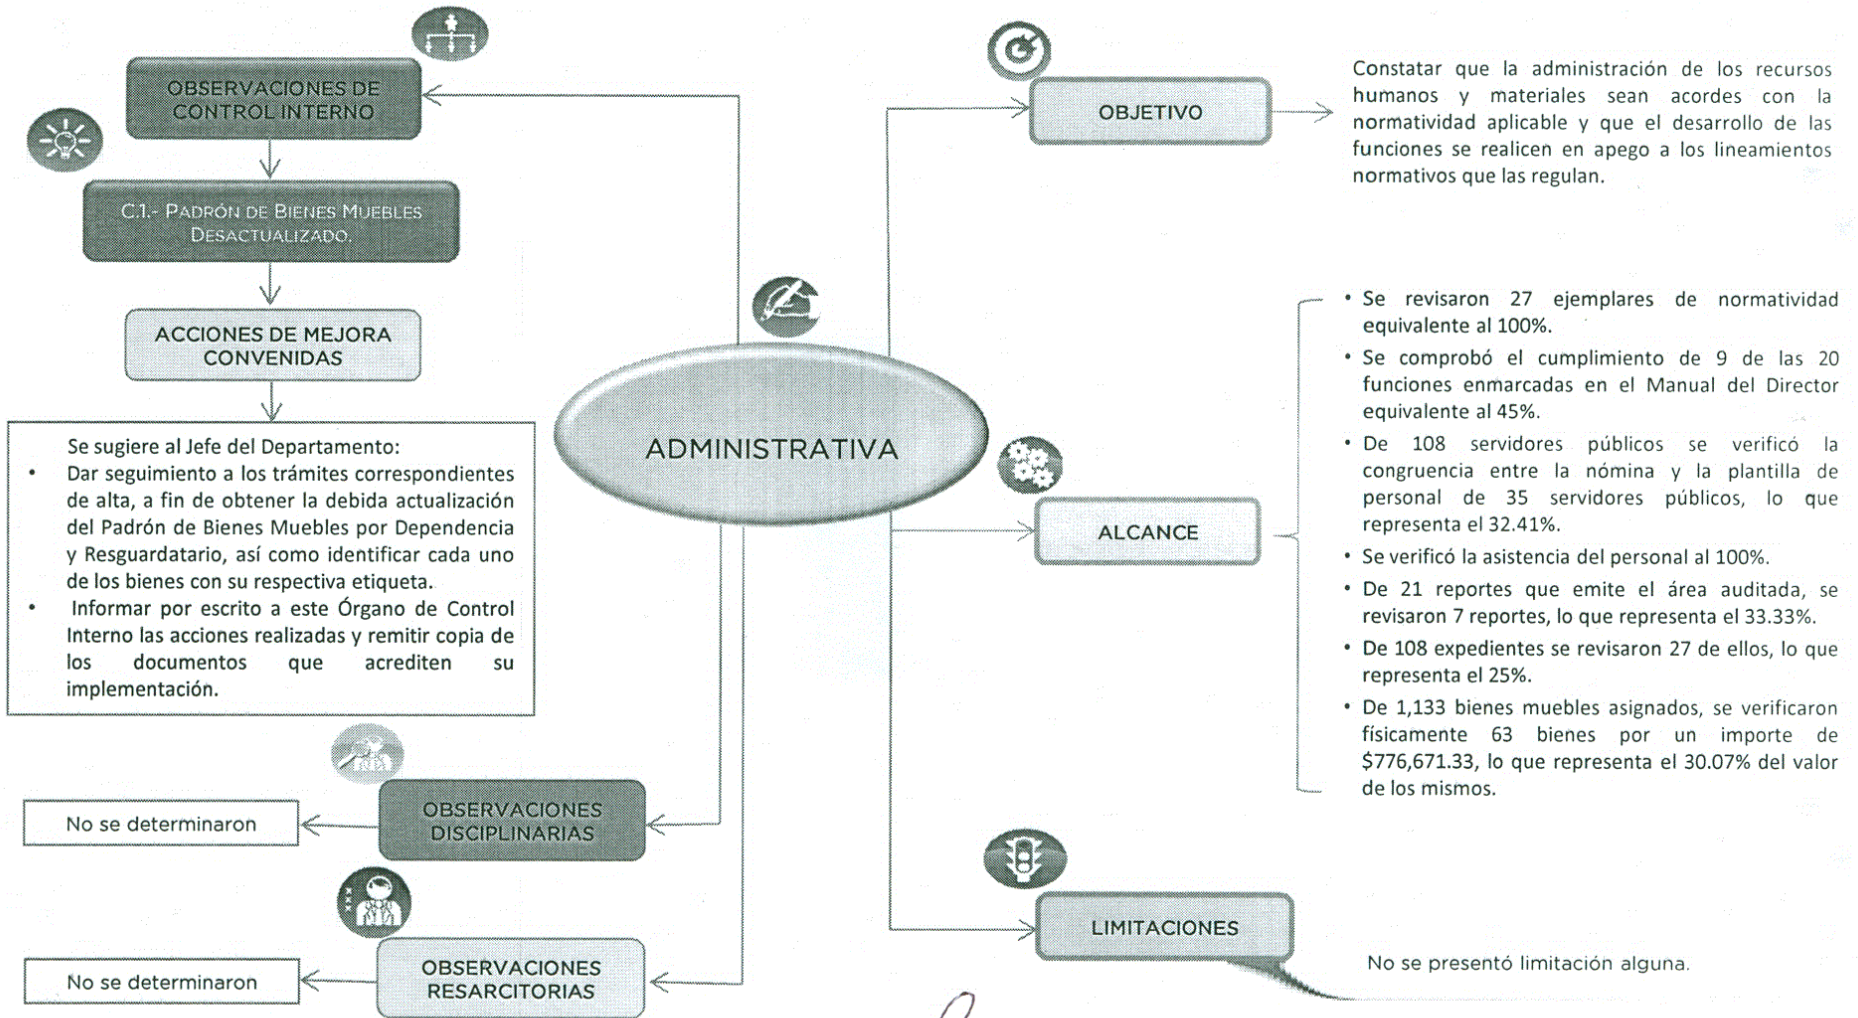 OBSERVACIONES DE
CONTROL INTERNO
C.1.- PADRÓN DE BIENES MUEBLES
DESACTUALIZADO.
ACCIONES DE MEJORA
CONVENIDAS
Se sugiere al Jefe del Departamento:
• Dar seguimiento a los trámites correspondientes
de alta, a fin de obtener la debida actualización
del Padrón de Bienes Muebles por Dependencia
y Resguardatario, así como identificar cada uno
de los bienes con su respectiva etiqueta.
• Informar por escrito a este Órgano de Control
Interno las acciones realizadas y remitir copia de
los documentos que acrediten su
implementación.
OBSERVACIONES
DISCIPLINARIAS
No se determinaron
OBSERVACIONES
RESARCITORIAS
No se determinaron
ADMINISTRATIVA
OBJETIVO
Constatar que la administración de los recursos
humanos y materiales sean acordes con la
normatividad aplicable y que el desarrollo de las
funciones se realicen en apego a los lineamientos
normativos que las regulan.
ALCANCE
• Se revisaron 27 ejemplares de normatividad
equivalente al 100%.
• Se comprobó el cumplimiento de 9 de las 20
funciones enmarcadas en el Manual del Director
equivalente al 45%.
• De 108 servidores públicos se verificó la
congruencia entre la nómina y la plantilla de
personal de 35 servidores públicos, lo que
representa el 32.41%.
• Se verificó la asistencia del personal al 100%.
• De 21 reportes que emite el área auditada, se
revisaron 7 reportes, lo que representa el 33.33%.
• De 108 expedientes se revisaron 27 de ellos, lo que
representa el 25%.
• De 1,133 bienes muebles asignados, se verificaron
físicamente 63 bienes por un importe de
$776,671.33, lo que representa el 30.07% del valor
de los mismos.
LIMITACIONES
No se presentó limitación alguna.